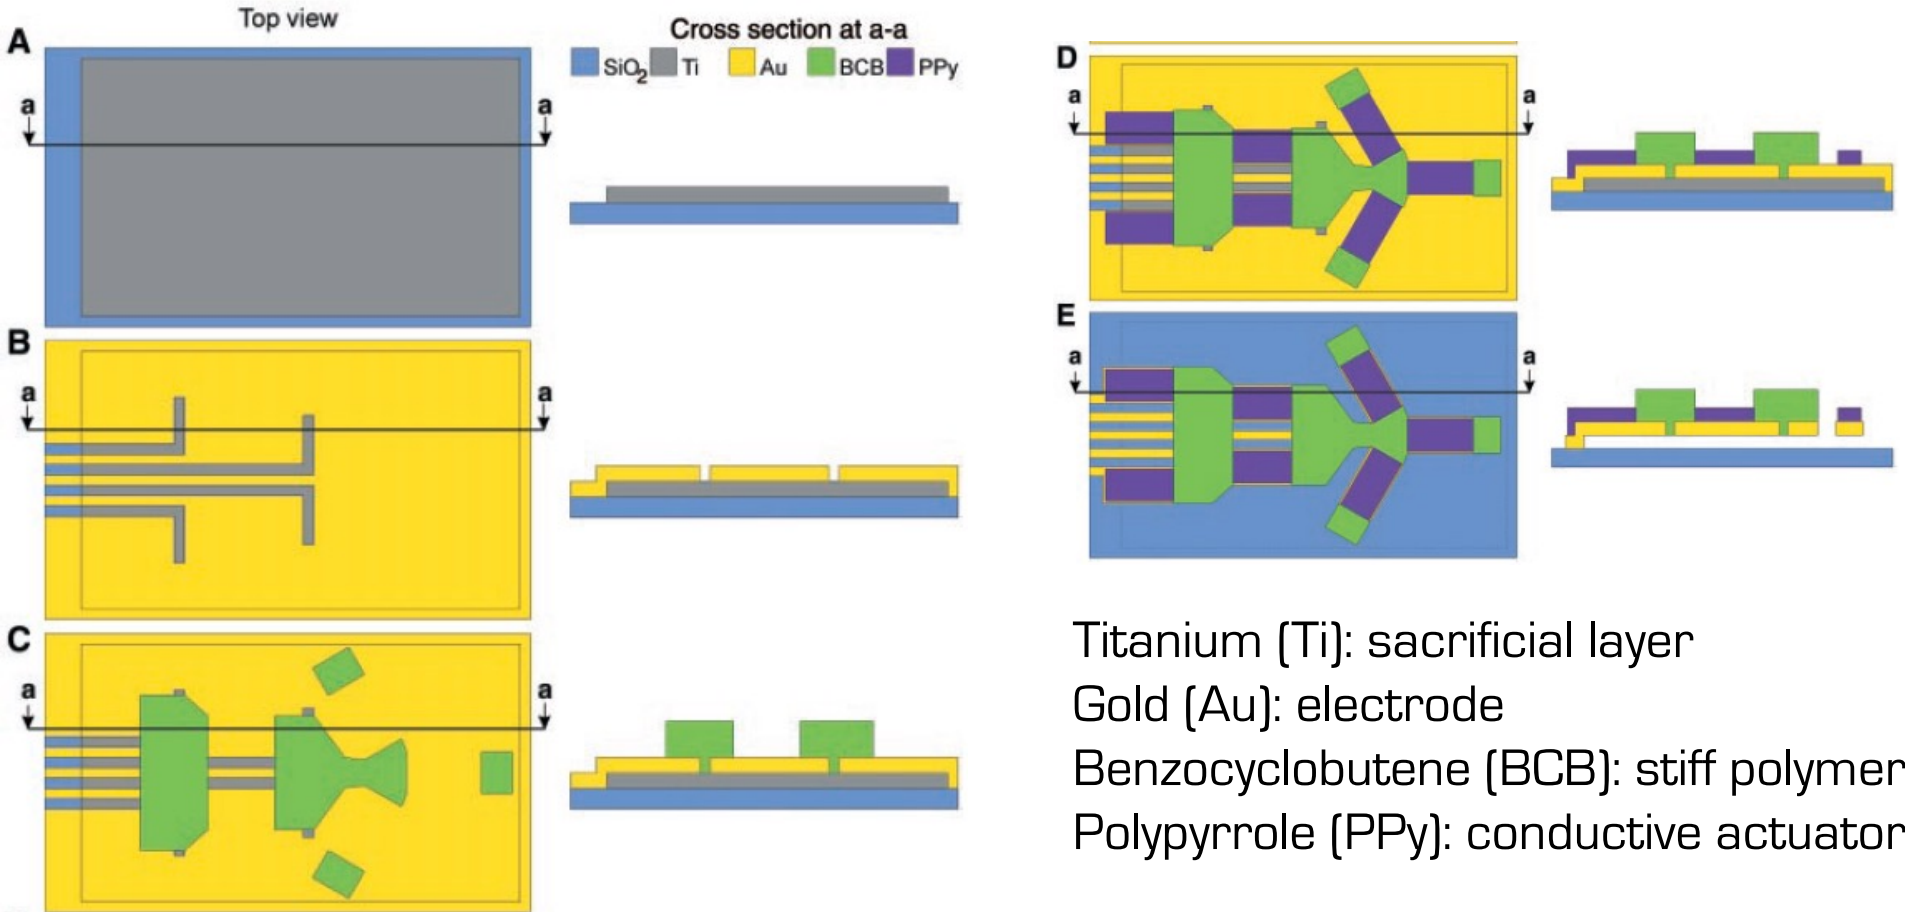 Top view
A
a
a
Cross section at a-a
SiO2 Ti Au BCB PPy
B
a
a
C
a
a
D
a
a
E
a
a
Titanium (Ti): sacrificial layer
Gold (Au): electrode
Benzocyclobutene (BCB): stiff polymer
Polypyrrole (PPy): conductive actuator